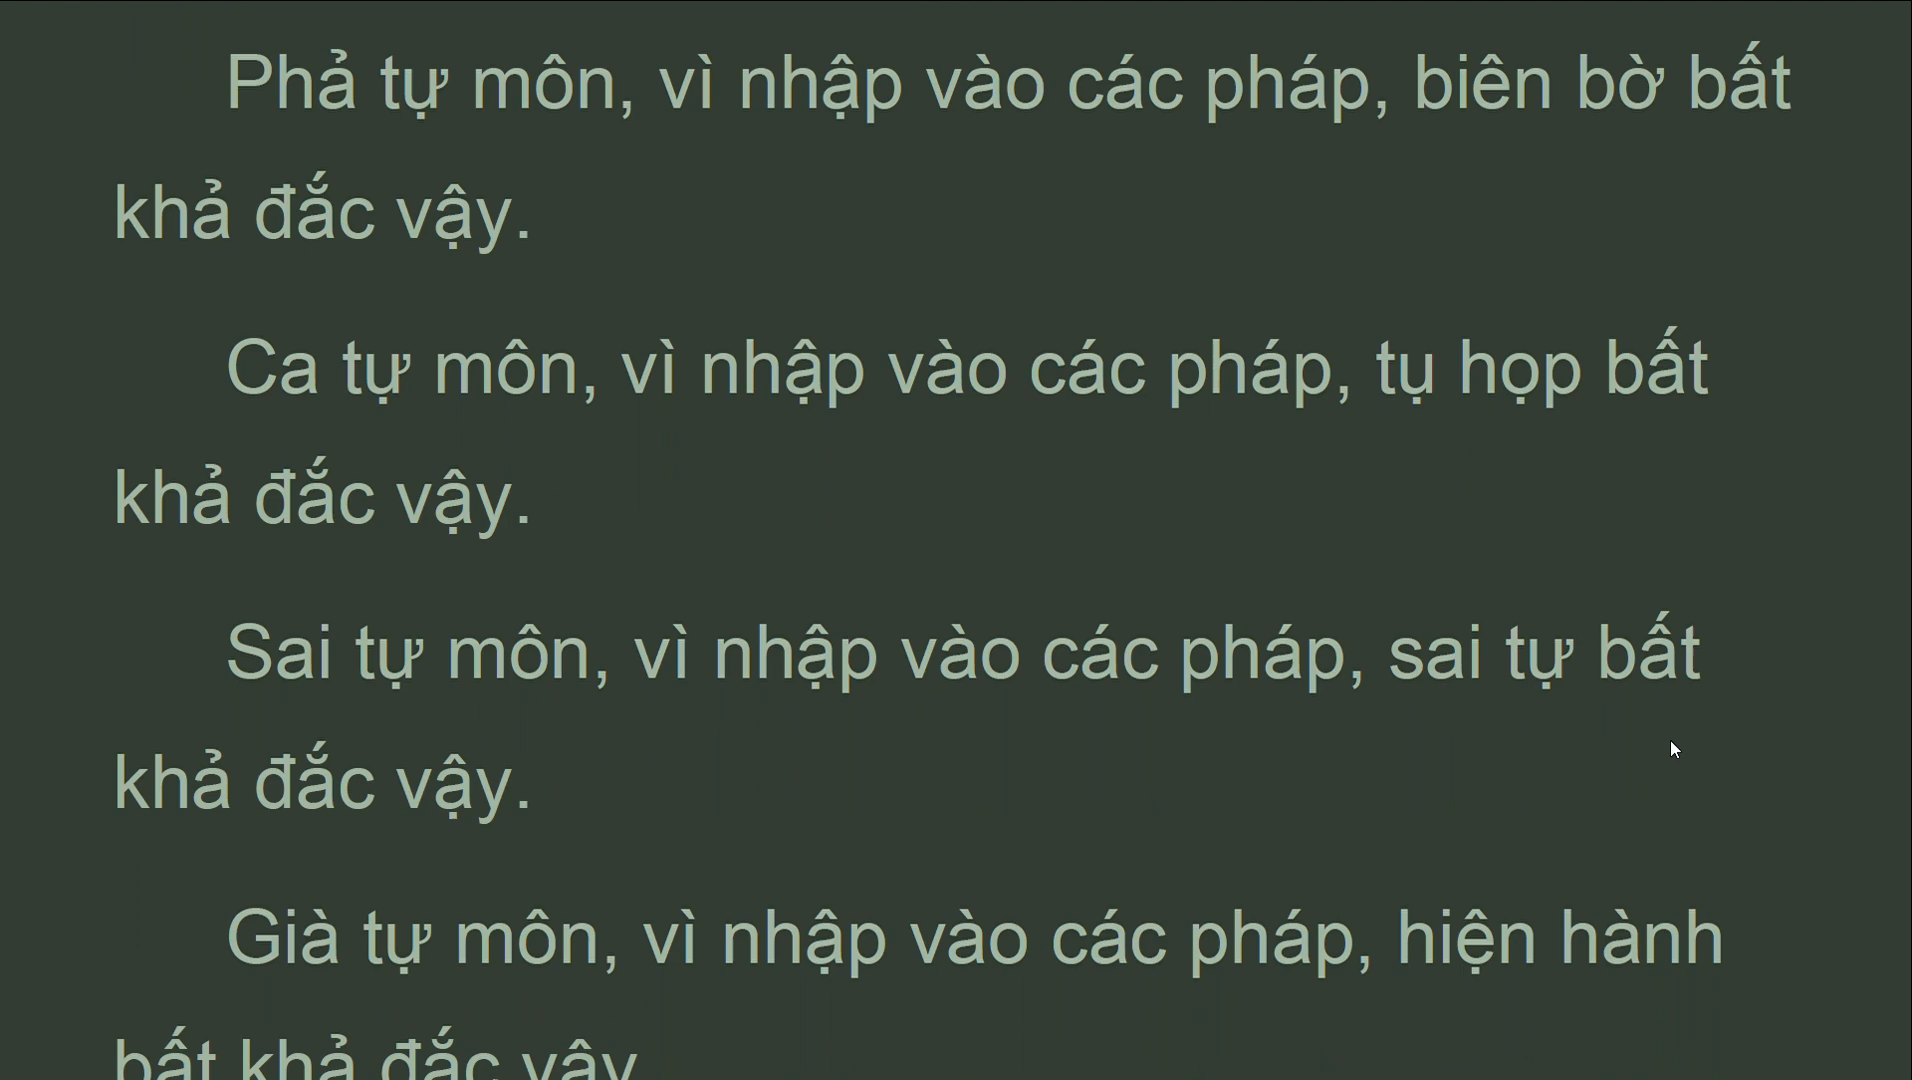 Phả tự môn, vì nhập vào các pháp, biên bờ bất
khả đắc vậy.
Ca tự môn, vì nhập vào các pháp, tụ họp bất
khả đắc vậy.
Sai tự môn, vì nhập vào các pháp, sai tự bất
khả đắc vậy.
Già tự môn, vì nhập vào các pháp, hiện hành
bất khả đắc vậy